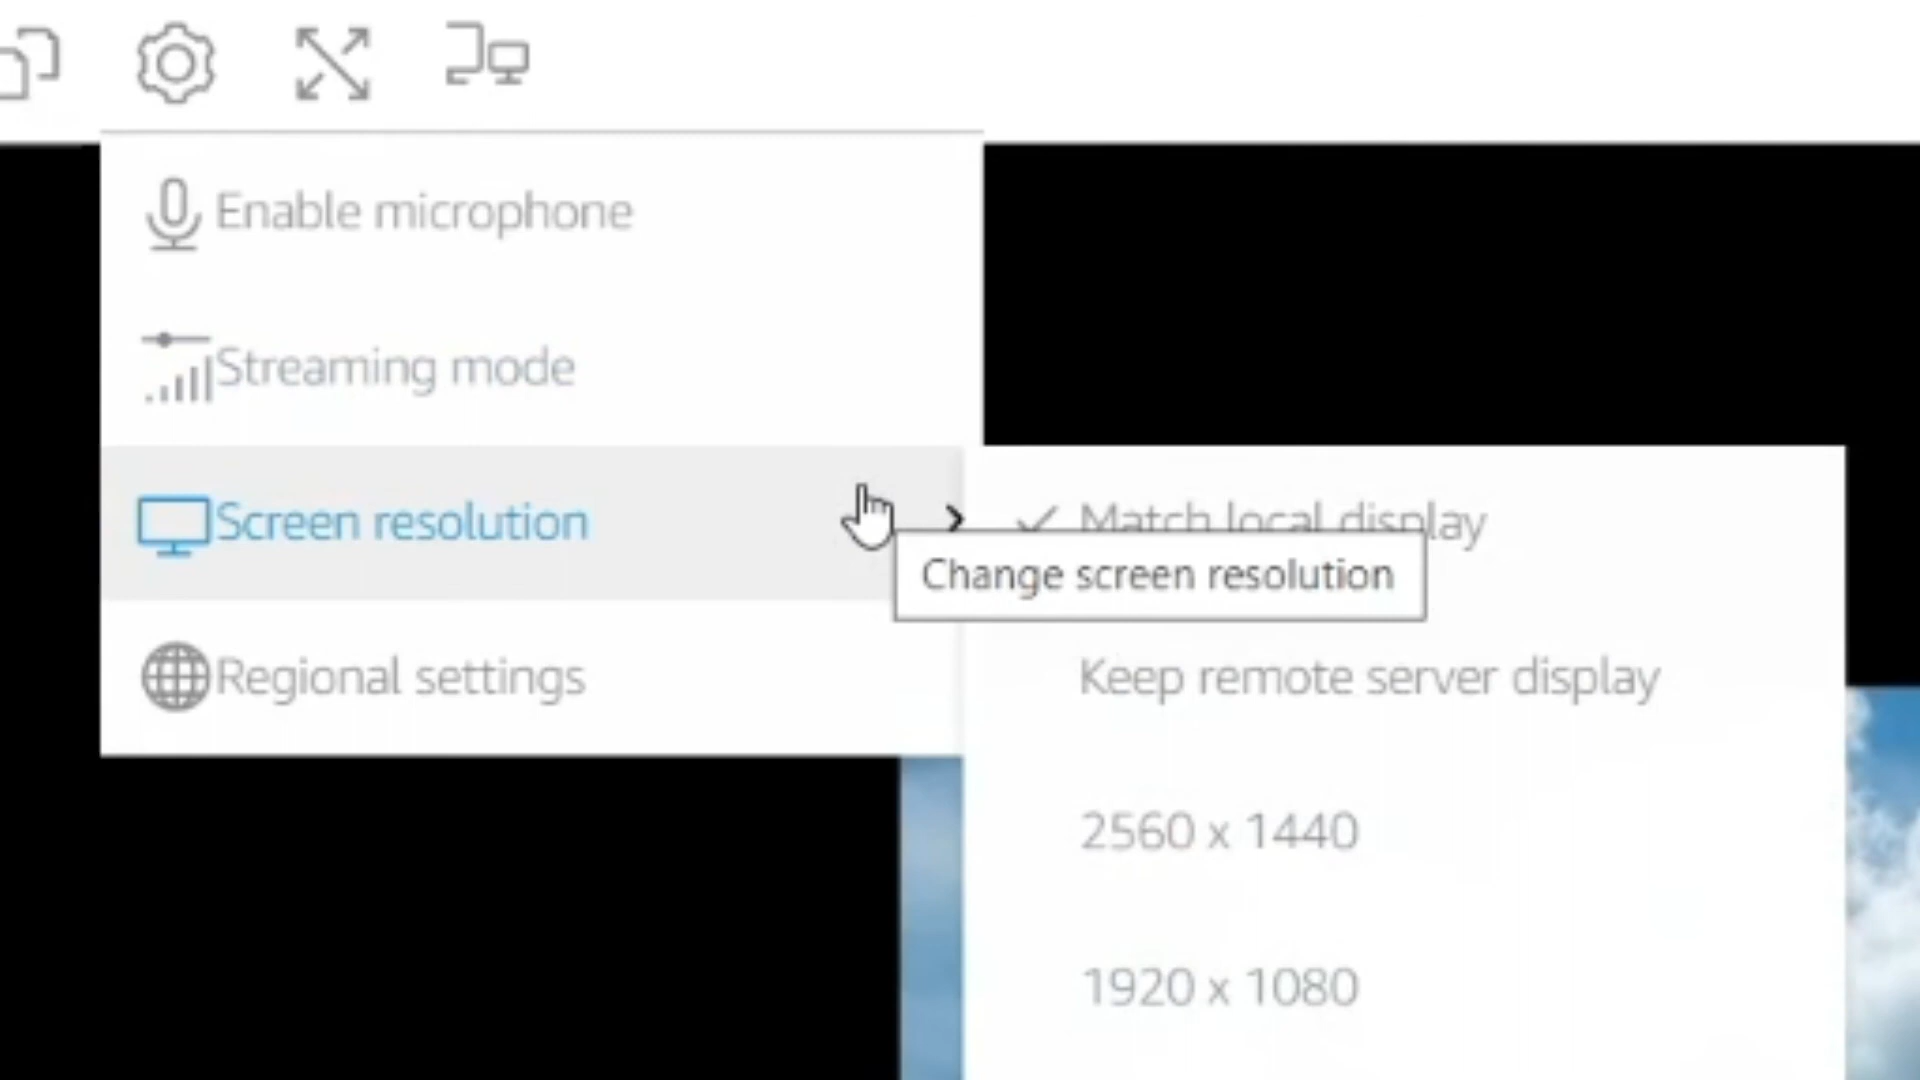 Enable microphone
Streaming mode
Screen resolution
Regional settings
Match local display
Change screen resolution
Keep remote server display
2560 x 1440
1920 x 1080